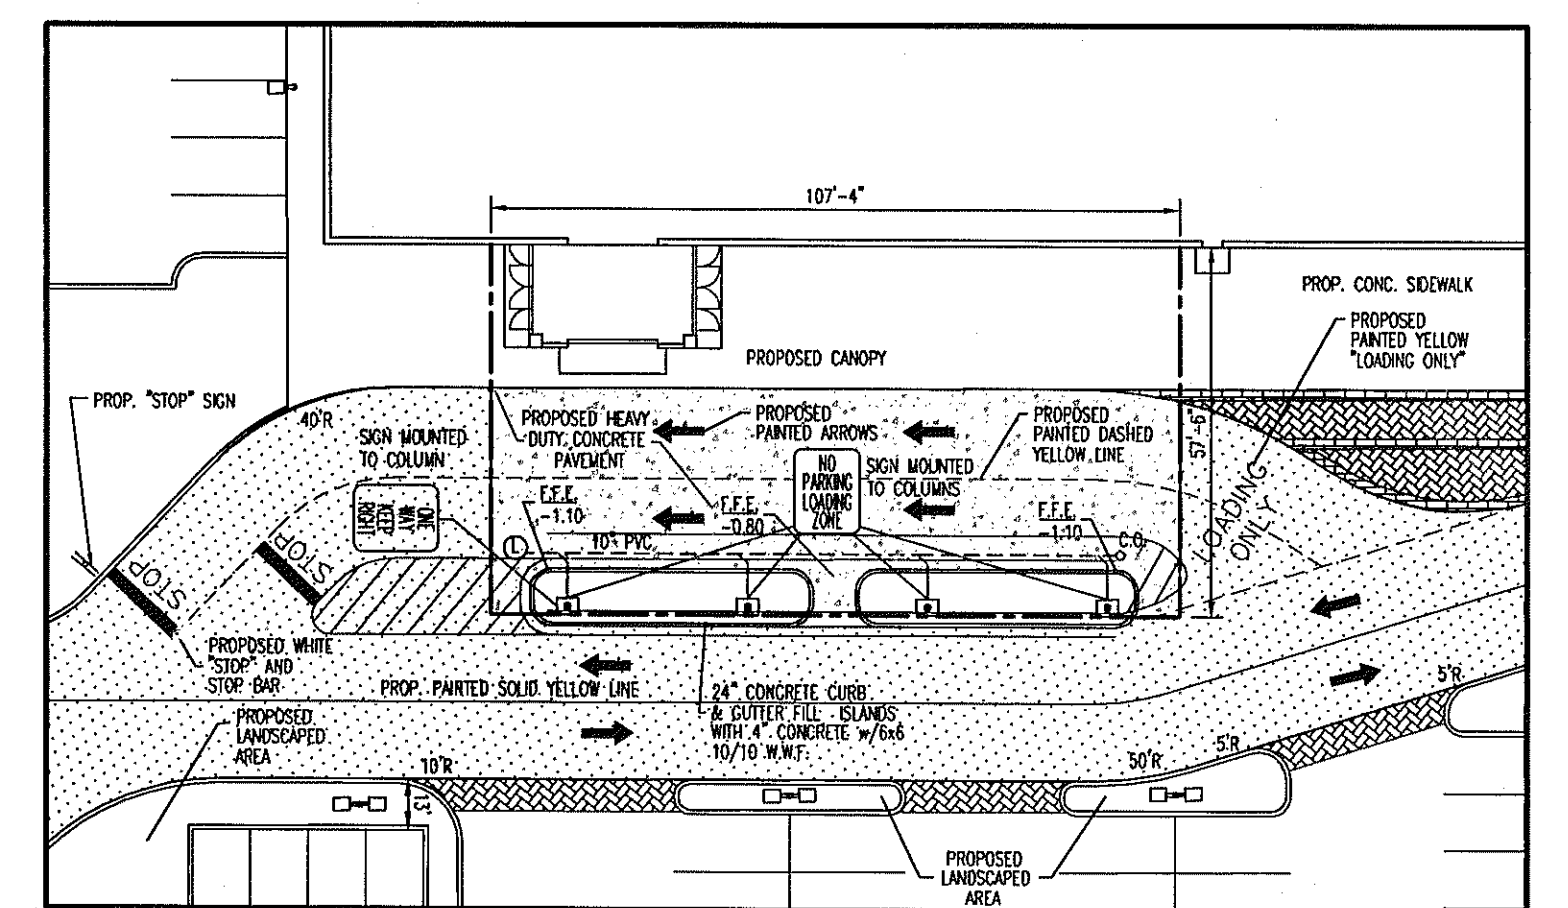 107'-4"
PROP. CONC. SIDEWALK
PROPOSED
PAINTED YELLOW
"LOADING ONLY"
PROPOSED CANOPY
57'-6"
PROP. "STOP" SIGN
40'R
SIGN MOUNTED
TO COLUMN
PROPOSED HEAVY
DUTY CONCRETE
PAVEMENT
PROPOSED
PAINTED ARROWS
PROPOSED
PAINTED DASHED
YELLOW LINE
NO
PARKING
LOADING
ZONE
SIGN MOUNTED
TO COLUMNS
LOADING
ONLY
ONE
WAY
KEEP
RIGHT
F.F.E.
-1.10
F.F.E.
-0.80
F.F.E.
-1.10
L
10" PVC
C.O.
STOP
STOP
PROPOSED WHITE
"STOP" AND
STOP BAR
PROP. PAINTED SOLID YELLOW LINE
24" CONCRETE CURB
& GUTTER FILL ISLANDS
WITH 4" CONCRETE w/6x6
10/10 W.W.F.
5'R
PROPOSED
LANDSCAPED
AREA
10'R
13'
50'R
5'R
PROPOSED
LANDSCAPED
AREA